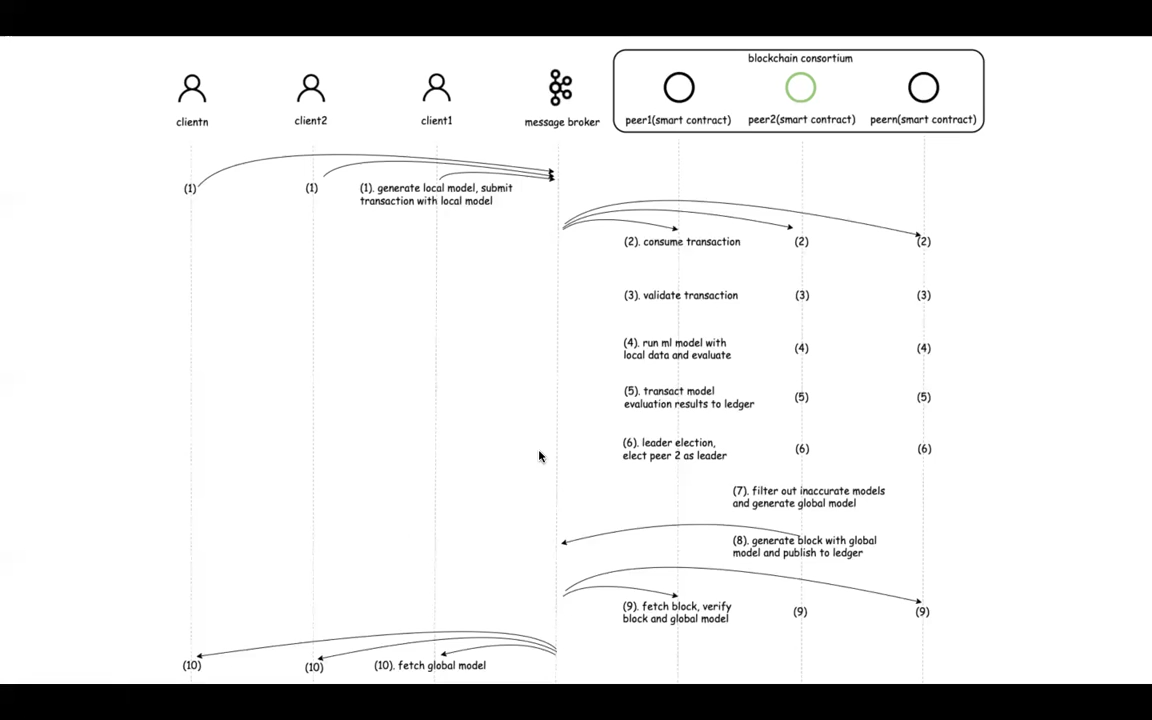 blockchain consortium
clientn
client2
client1
message broker
peer1(smart contract)
peer2(smart contract)
peern(smart contract)
(1)
(1)
(1). generate local model, submit
transaction with local model
(2). consume transaction
(2)
(2)
(3). validate transaction
(3)
(3)
(4). run ml model with
local data and evaluate
(4)
(4)
(5). transact model
evaluation results to ledger
(5)
(5)
(6). leader election,
elect peer 2 as leader
(6)
(6)
(7). filter out inaccurate models
and generate global model
(8). generate block with global
model and publish to ledger
(9). fetch block, verify
block and global model
(9)
(9)
(10)
(10)
(10). fetch global model